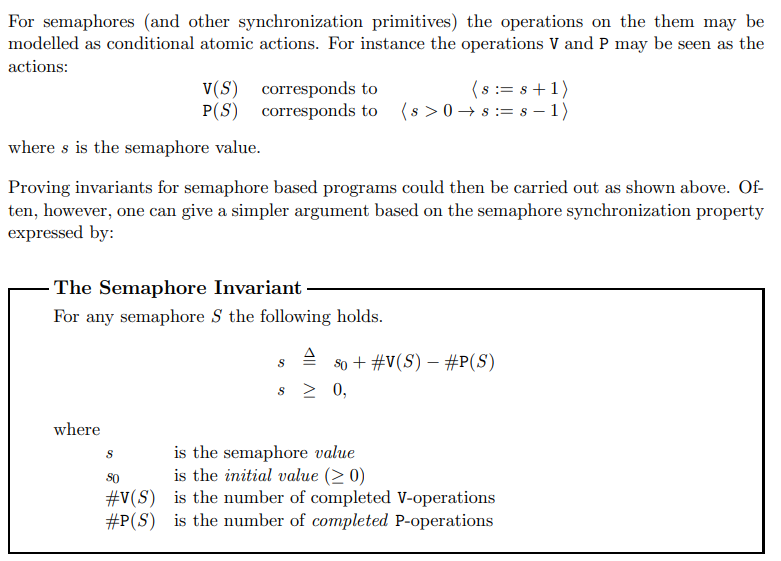 For semaphores (and other synchronization primitives) the operations on the them may be
modelled as conditional atomic actions. For instance the operations V and P may be seen as the
actions:
V(S) corresponds to ⟨ s := s + 1 ⟩
P(S) corresponds to ⟨ s > 0 → s := s − 1 ⟩
where s is the semaphore value.
Proving invariants for semaphore based programs could then be carried out as shown above. Of-
ten, however, one can give a simpler argument based on the semaphore synchronization property
expressed by:
The Semaphore Invariant
For any semaphore S the following holds.
s ≜ s₀ + #V(S) − #P(S)
s ≥ 0,
where
s is the semaphore value
s₀ is the initial value (≥ 0)
#V(S) is the number of completed V-operations
#P(S) is the number of completed P-operations